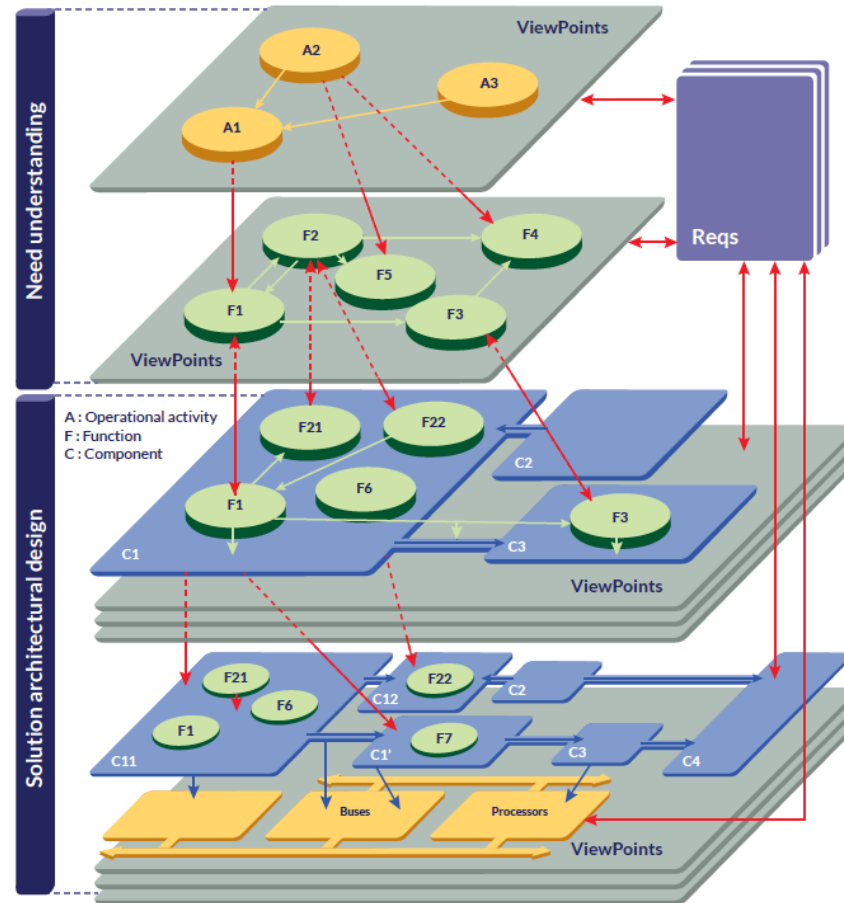 Need understanding
ViewPoints
A2
A3
A1
Reqs
F2
F4
F5
F1
F3
ViewPoints
Solution architectural design
A : Operational activity
F : Function
C : Component
F21
F22
C2
F6
F1
F3
C1
C3
ViewPoints
F21
F22
C2
C12
F6
F1
F7
C11
C1'
C3
C4
Buses
Processors
ViewPoints